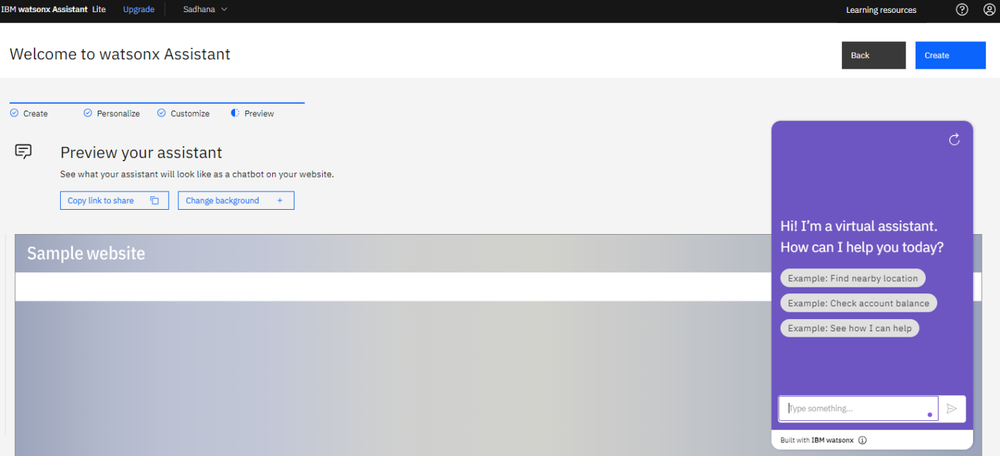 IBM watsonx Assistant Lite Upgrade Sadhana Learning resources
Welcome to watsonx Assistant
Back Create
Create Personalize Customize Preview
Preview your assistant
See what your assistant will look like as a chatbot on your website.
Copy link to share Change background +
Sample website
Hi! I’m a virtual assistant.
How can I help you today?
Example: Find nearby location
Example: Check account balance
Example: See how I can help
Type something...
Built with IBM watsonx